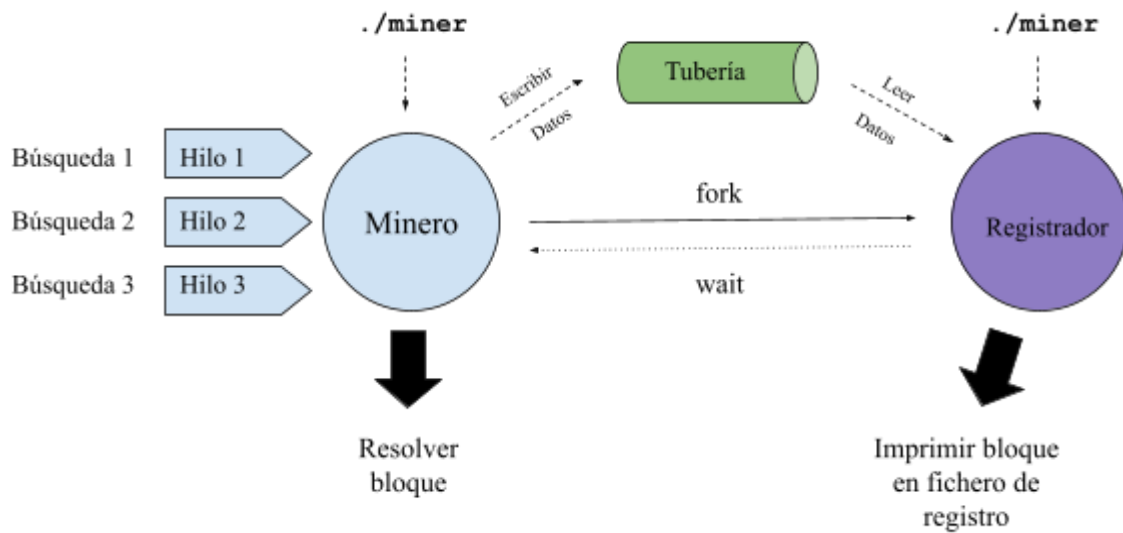 ./miner
./miner
Tubería
Escribir
Datos
Leer
Datos
Búsqueda 1
Hilo 1
Búsqueda 2
Hilo 2
Búsqueda 3
Hilo 3
Minero
fork
wait
Registrador
Resolver
bloque
Imprimir bloque
en fichero de
registro